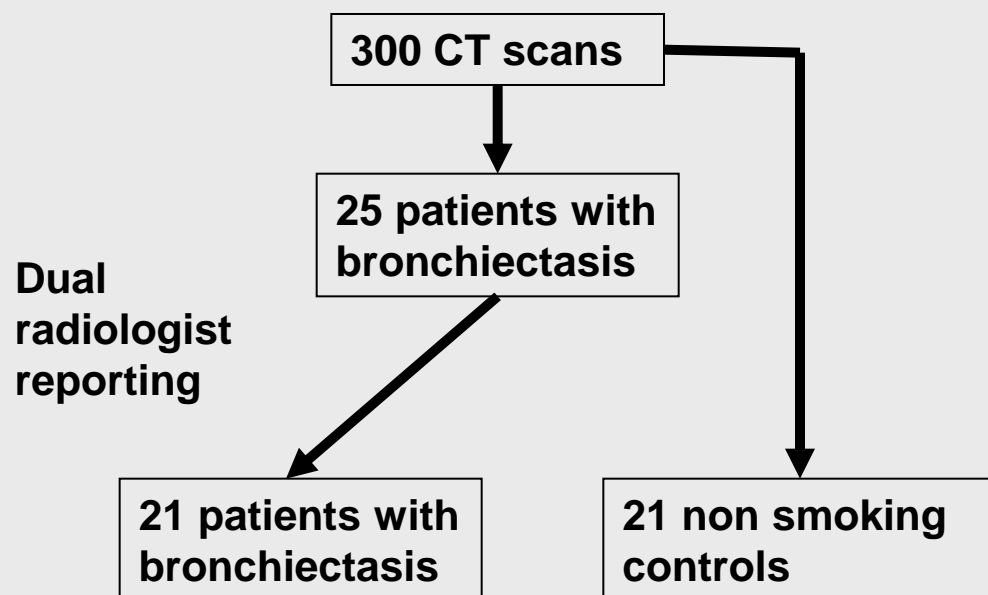 300 CT scans
25 patients with
bronchiectasis
Dual
radiologist
reporting
21 patients with
bronchiectasis
21 non smoking
controls